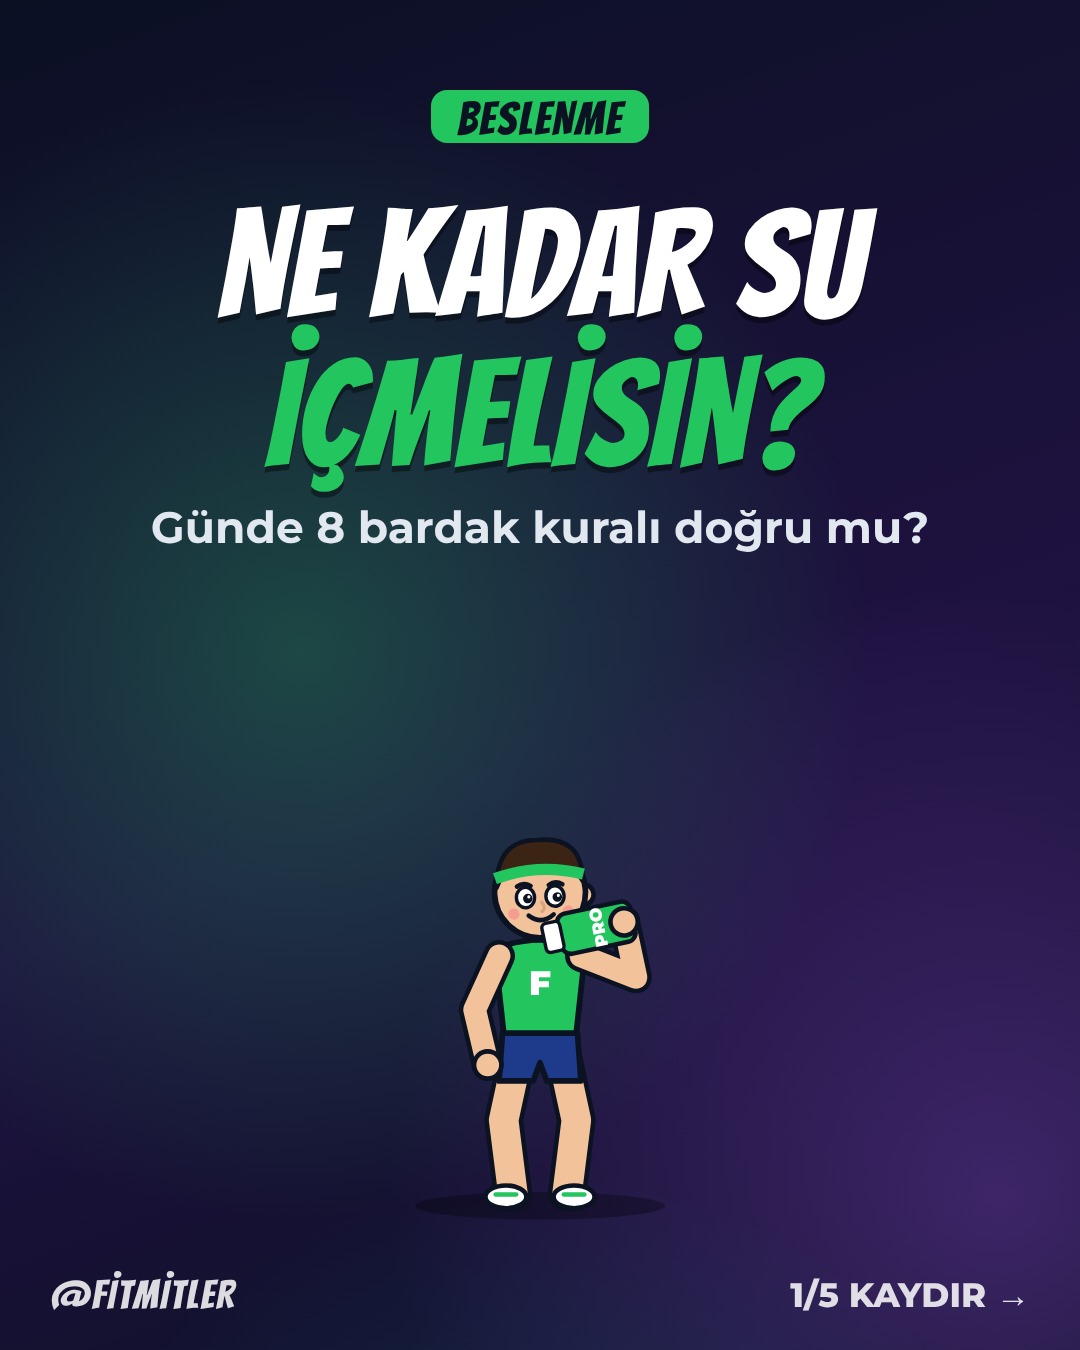 BESLENME
NE KADAR SU
İÇMELİSİN?
Günde 8 bardak kuralı doğru mu?
PRO
F
@FİTMİTLER
1/5 KAYDIR →